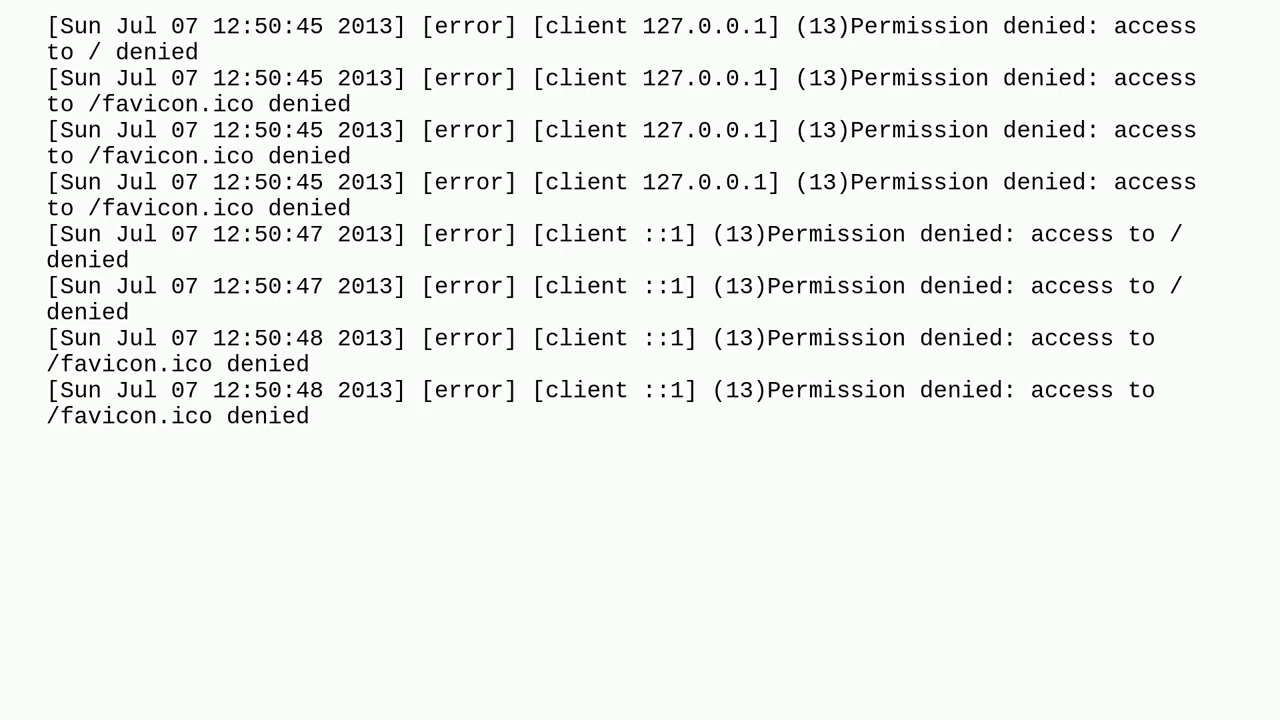 [Sun Jul 07 12:50:45 2013] [error] [client 127.0.0.1] (13)Permission denied: access
to / denied
[Sun Jul 07 12:50:45 2013] [error] [client 127.0.0.1] (13)Permission denied: access
to /favicon.ico denied
[Sun Jul 07 12:50:45 2013] [error] [client 127.0.0.1] (13)Permission denied: access
to /favicon.ico denied
[Sun Jul 07 12:50:45 2013] [error] [client 127.0.0.1] (13)Permission denied: access
to /favicon.ico denied
[Sun Jul 07 12:50:47 2013] [error] [client ::1] (13)Permission denied: access to /
denied
[Sun Jul 07 12:50:47 2013] [error] [client ::1] (13)Permission denied: access to /
denied
[Sun Jul 07 12:50:48 2013] [error] [client ::1] (13)Permission denied: access to
/favicon.ico denied
[Sun Jul 07 12:50:48 2013] [error] [client ::1] (13)Permission denied: access to
/favicon.ico denied